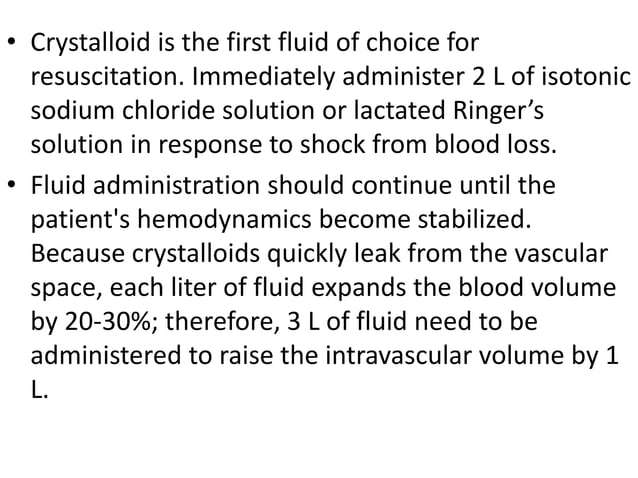 • Crystalloid is the first fluid of choice for
resuscitation. Immediately administer 2 L of isotonic
sodium chloride solution or lactated Ringer’s
solution in response to shock from blood loss.
• Fluid administration should continue until the
patient's hemodynamics become stabilized.
Because crystalloids quickly leak from the vascular
space, each liter of fluid expands the blood volume
by 20-30%; therefore, 3 L of fluid need to be
administered to raise the intravascular volume by 1
L.